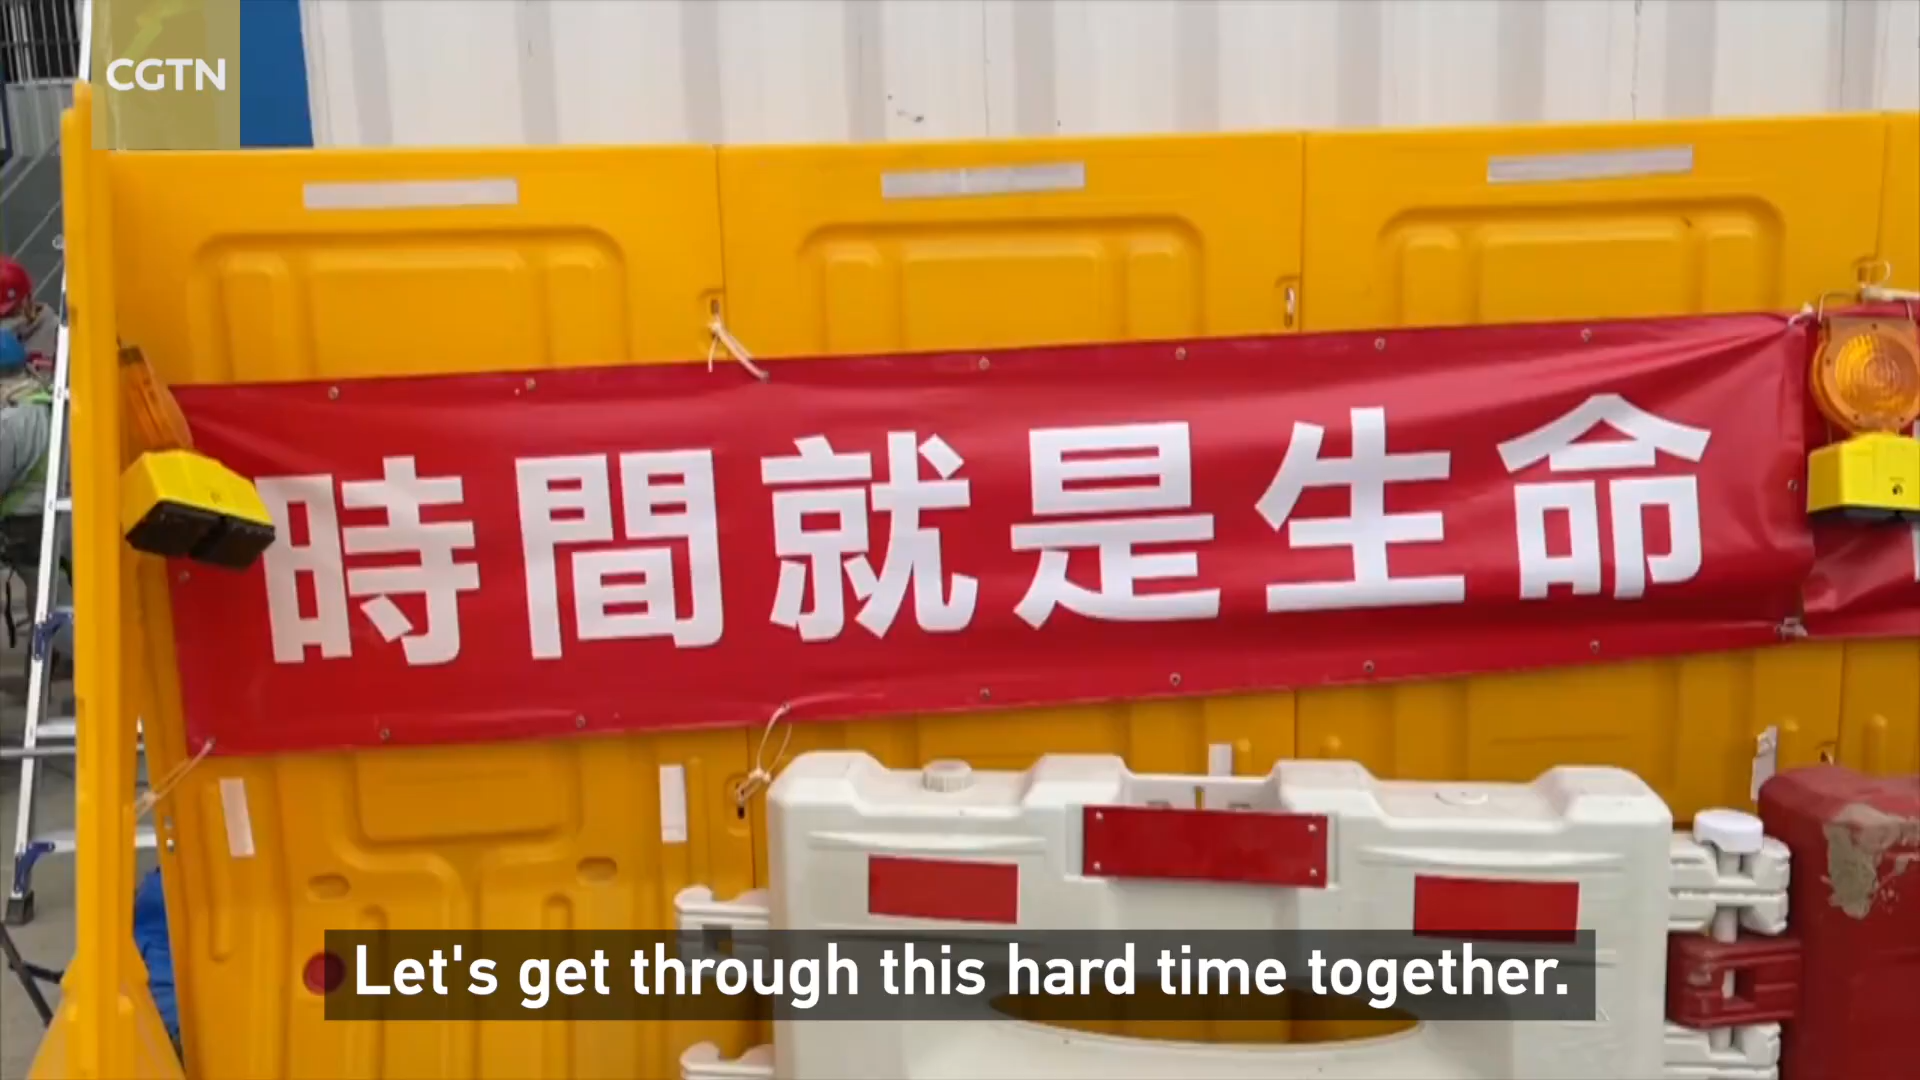 CGTN
時間就是生命
Let's get through this hard time together.